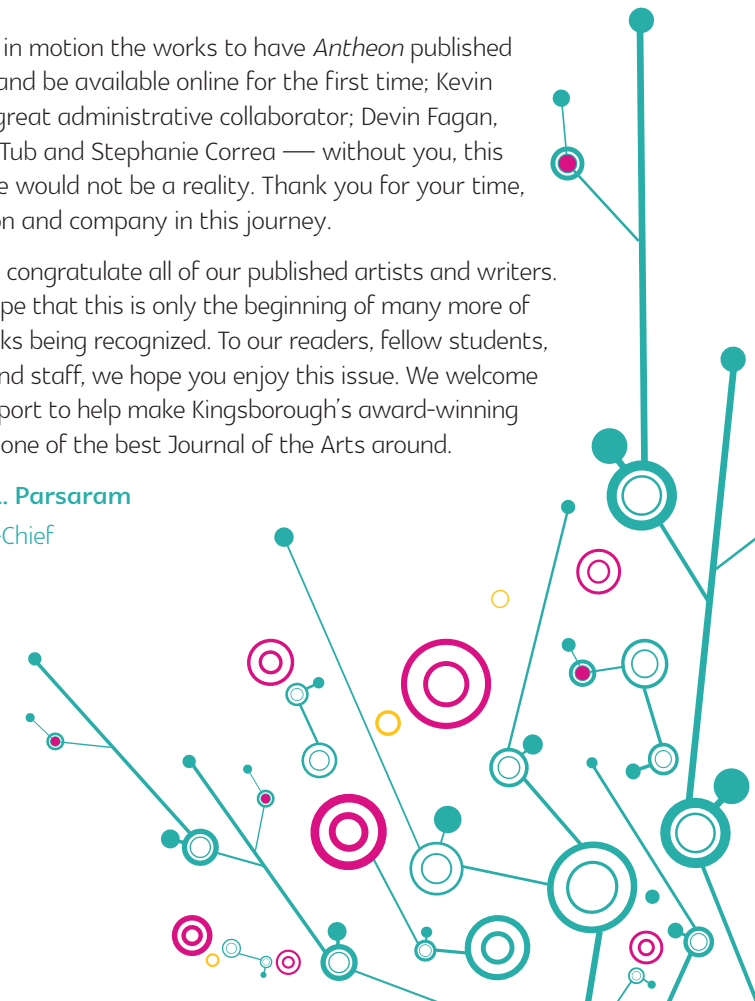 in motion the works to have Antheon published
and be available online for the first time; Kevin
great administrative collaborator; Devin Fagan,
Tub and Stephanie Correa — without you, this
e would not be a reality. Thank you for your time,
n and company in this journey.
congratulate all of our published artists and writers.
pe that this is only the beginning of many more of
ks being recognized. To our readers, fellow students,
nd staff, we hope you enjoy this issue. We welcome
port to help make Kingsborough's award-winning
one of the best Journal of the Arts around.
. Parsaram
Chief